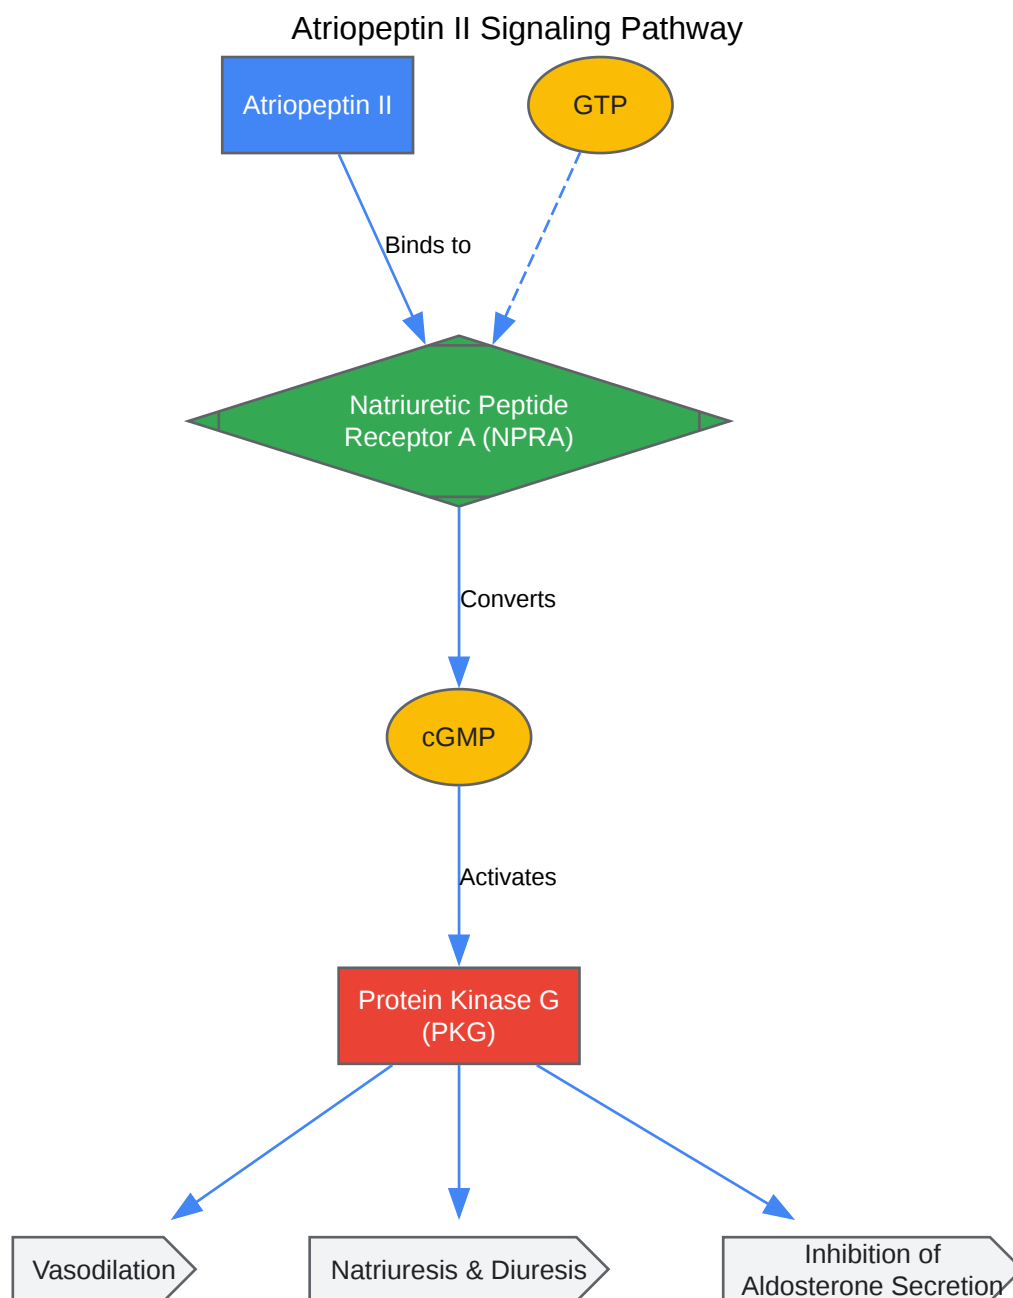 Atriopeptin II Signaling Pathway
Atriopeptin II
GTP
Binds to
Natriuretic Peptide
Receptor A (NPRA)
Converts
cGMP
Activates
Protein Kinase G
(PKG)
Vasodilation
Natriuresis & Diuresis
Inhibition of
Aldosterone Secretion